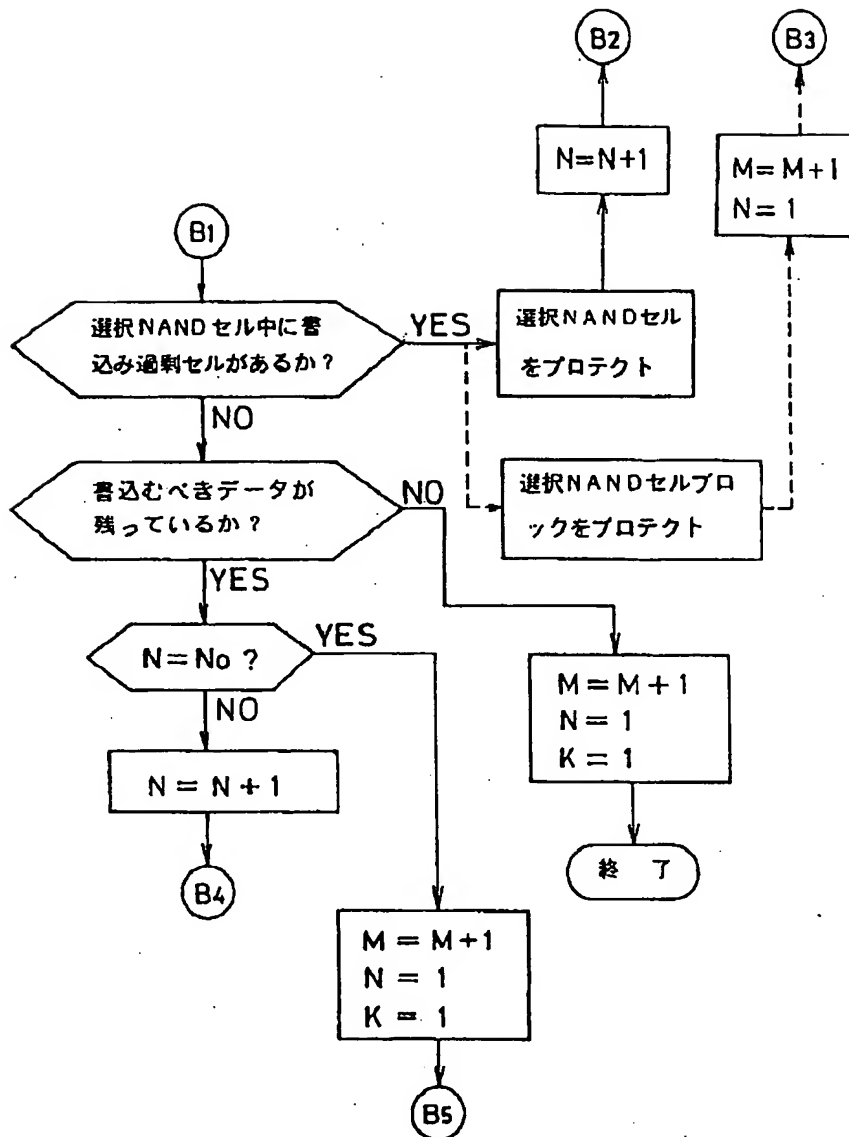 B2
B3
N=N+1
M=M+1
N=1
B1
選択NANDセル中に書
込み過剰セルがあるか？
YES
選択NANDセル
をプロテクト
NO
書込むべきデータが
残っているか？
NO
選択NANDセルブロ
ックをプロテクト
YES
N=No ?
YES
NO
M=M+1
N=1
K=1
N=N+1
終 了
B4
M=M+1
N=1
K=1
B5